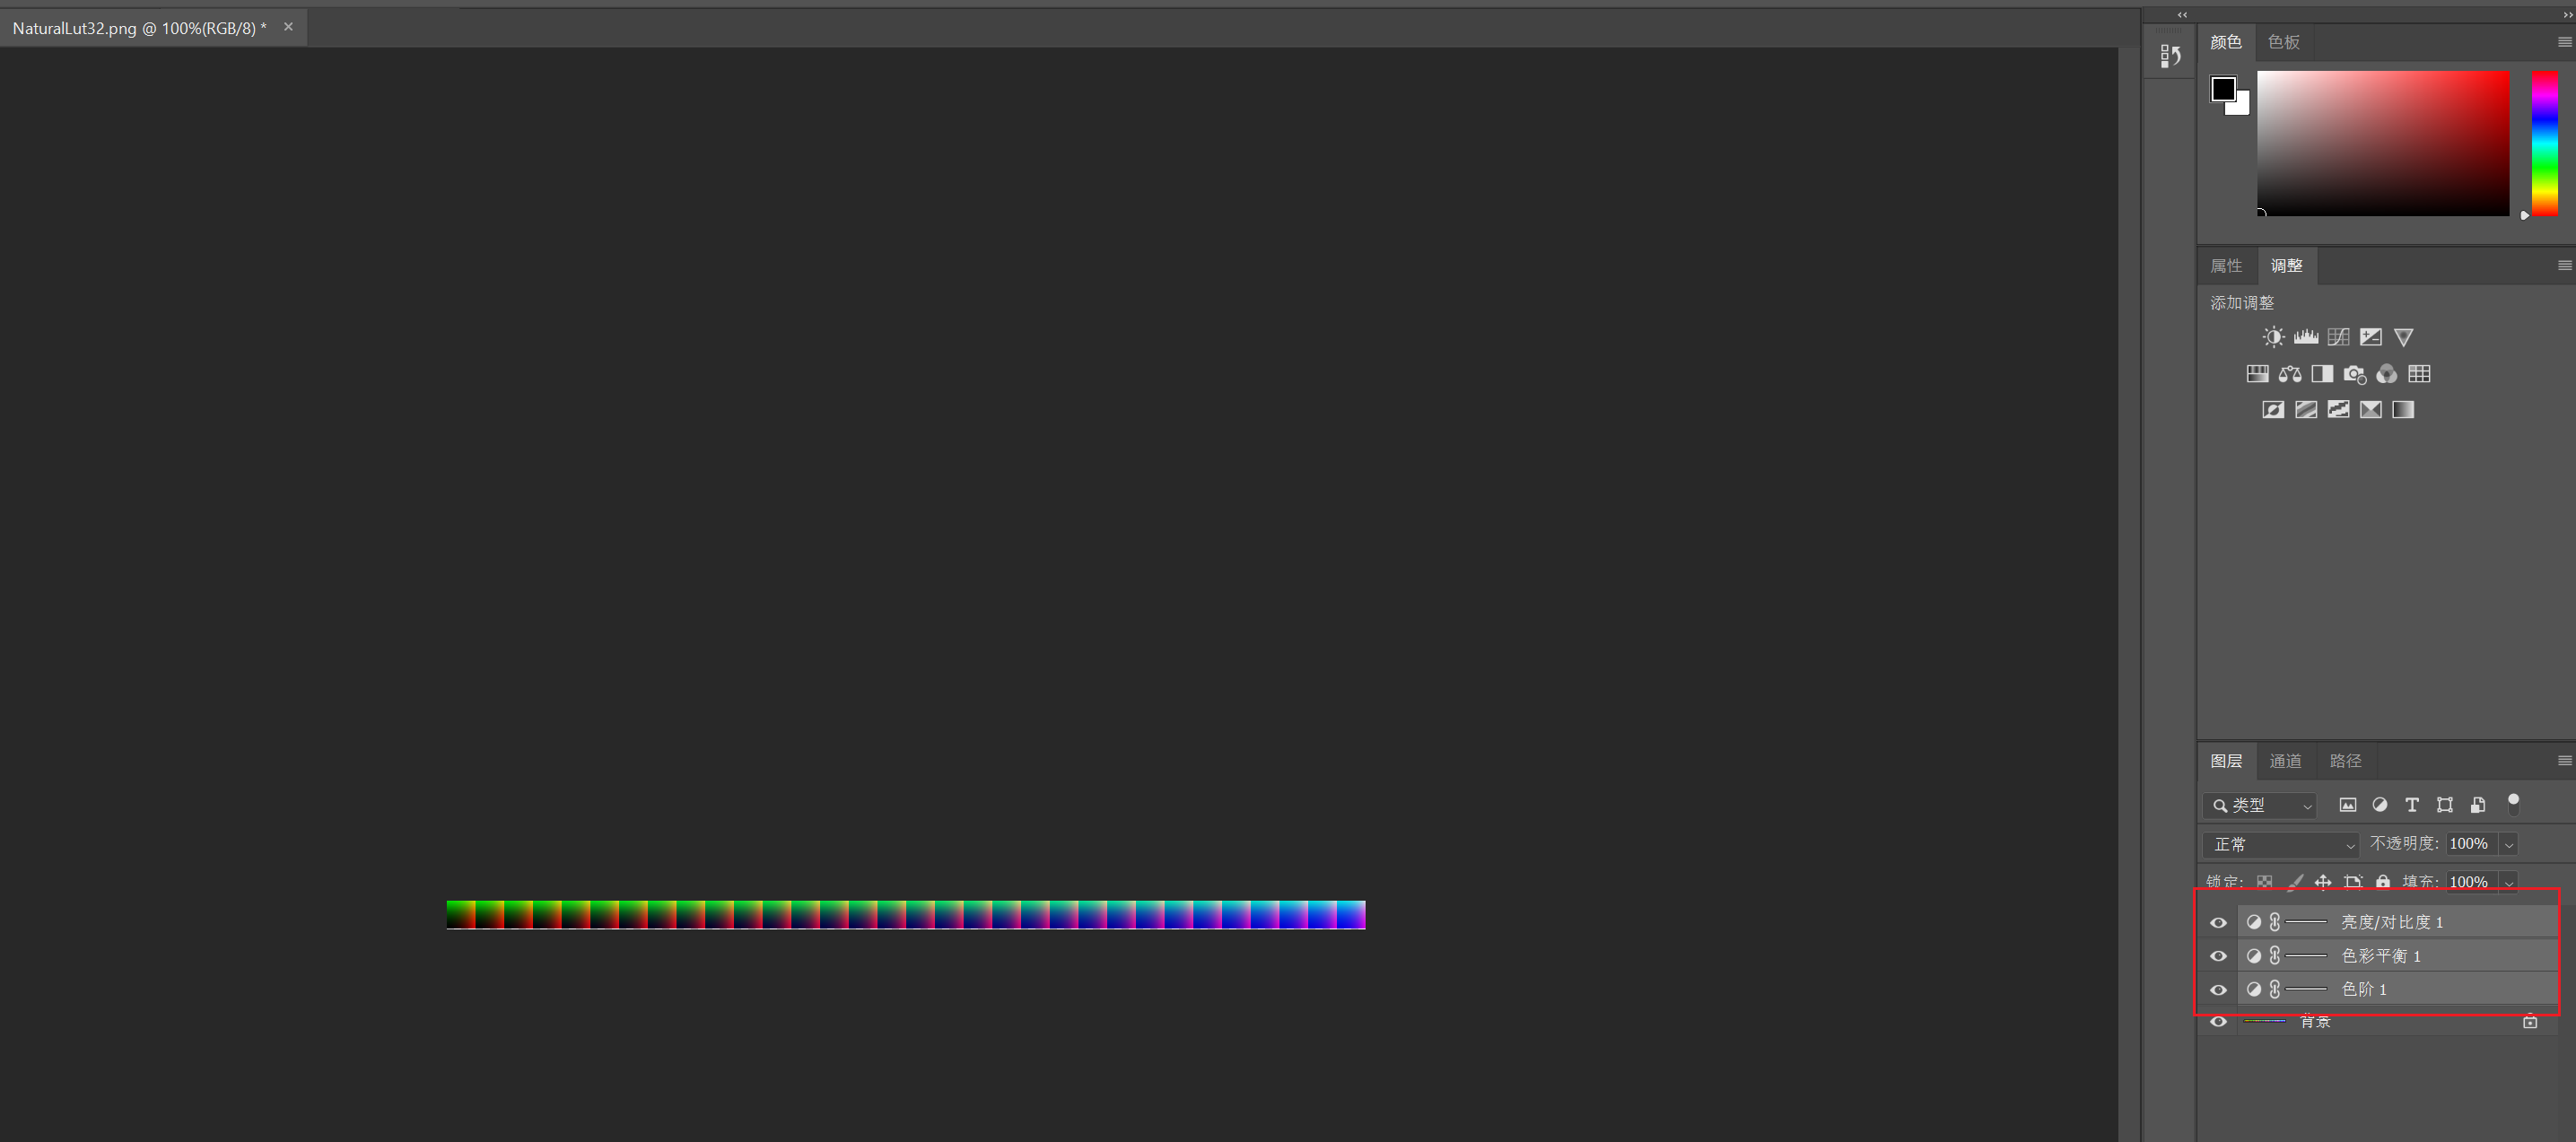 NaturalLut32.png @ 100%(RGB/8) *
颜色 色板
属性 调整
添加调整
图层 通道 路径
类型
正常 不透明度: 100%
锁定: 填充: 100%
亮度/对比度 1
色彩平衡 1
色阶 1
背景